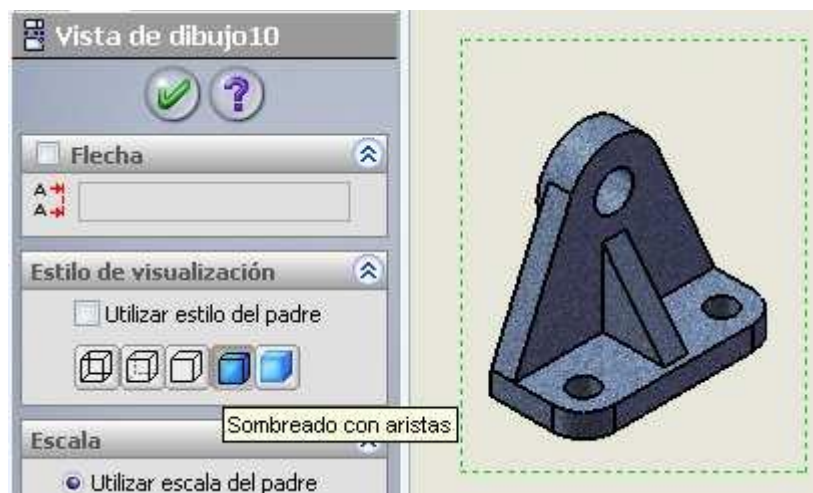 Vista de dibujo10
?
Flecha
A
A
Estilo de visualización
Utilizar estilo del padre
Sombreado con aristas
Escala
Utilizar escala del padre